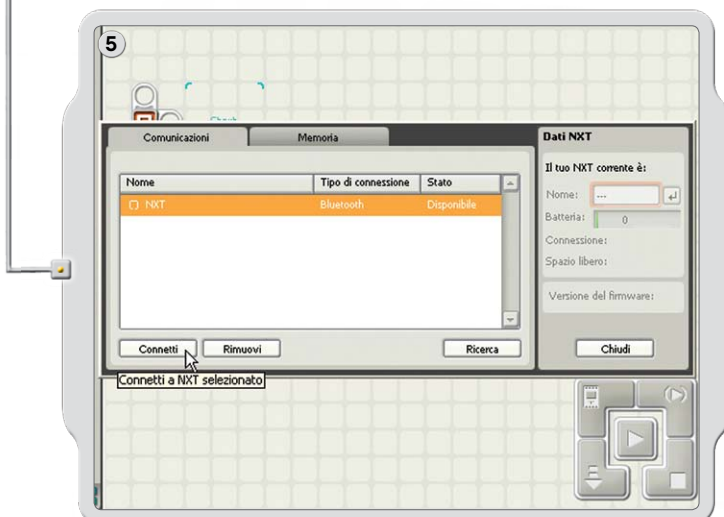 5
Comunicazioni Memoria
Nome Tipo di connessione Stato
NXT Bluetooth Disponibile
Connetti Rimuovi Ricerca
Connetti a NXT selezionato
Dati NXT
Il tuo NXT corrente è:
Nome: ...
Batteria: 0
Connessione:
Spazio libero:
Versione del firmware:
Chiudi